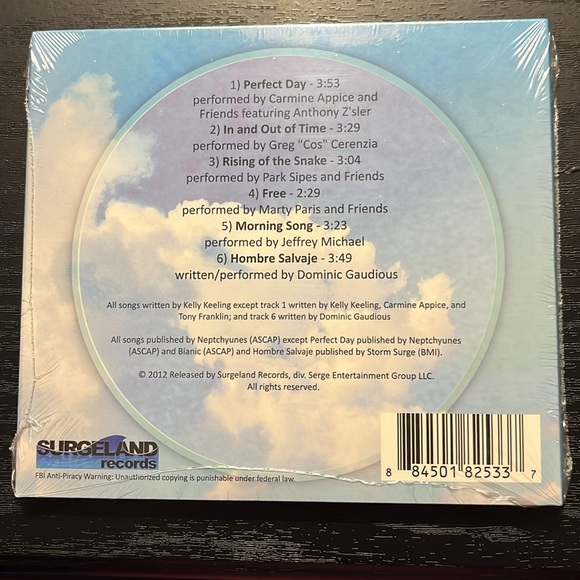 1) Perfect Day - 3:53
performed by Carmine Appice and
Friends featuring Anthony Z'sler
2) In and Out of Time - 3:29
performed by Greg "Cos" Cerenzia
3) Rising of the Snake - 3:04
performed by Park Sipes and Friends
4) Free - 2:29
performed by Marty Paris and Friends
5) Morning Song - 3:23
performed by Jeffrey Michael
6) Hombre Salvaje - 3:49
written/performed by Dominic Gaudious
All songs written by Kelly Keeling except track 1 written by Kelly Keeling, Carmine Appice, and
Tony Franklin; and track 6 written by Dominic Gaudious
All songs published by Neptchyunes (ASCAP) except Perfect Day published by Neptchyunes
(ASCAP) and Bianic (ASCAP) and Hombre Salvaje published by Storm Surge (BMI).
© 2012 Released by Surgeland Records, div. Serge Entertainment Group LLC.
All rights reserved.
SURGELAND
records
FBI Anti-Piracy Warning: Unauthorized copying is punishable under federal law.
8 84501 82533 7